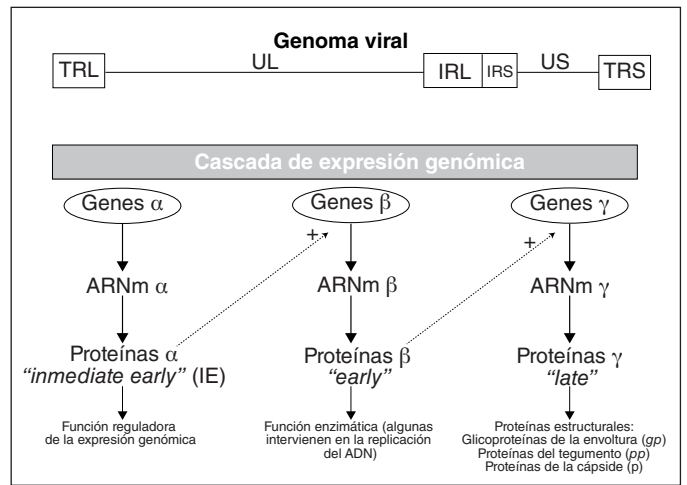 Genoma viral
TRL UL IRL IRS US TRS
Cascada de expresión genómica
Genes α Genes β Genes γ
+ +
ARNm α ARNm β ARNm γ
Proteínas α Proteínas β Proteínas γ
“inmediate early” (IE) “early” “late”
Función reguladora
de la expresión genómica
Función enzimática (algunas
intervienen en la replicación
del ADN)
Proteínas estructurales:
Glicoproteínas de la envoltura (gp)
Proteínas del tegumento (pp)
Proteínas de la cápside (p)